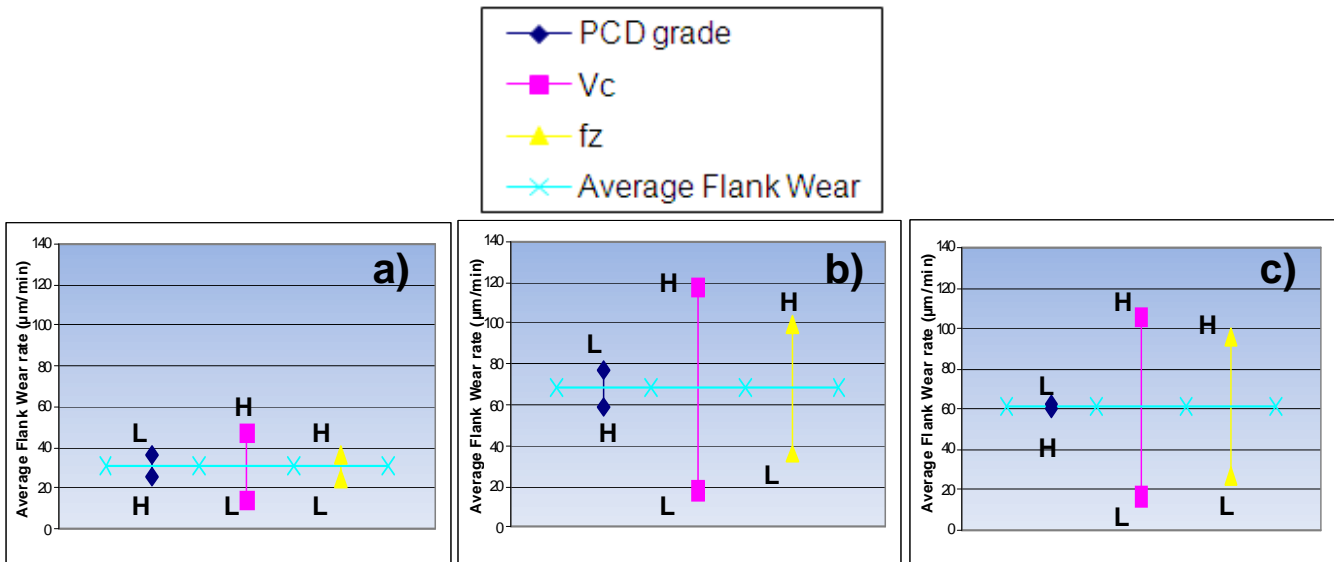 PCD grade
Vc
fz
Average Flank Wear
a)
Average Flank Wear rate (µm/min)
140
120
100
80
60
40
20
0
L
H
H
L
H
L
b)
Average Flank Wear rate (µm/min)
140
120
100
80
60
40
20
0
L
H
H
L
H
L
c)
Average Flank Wear rate (µm/min)
140
120
100
80
60
40
20
0
L
H
H
L
H
L